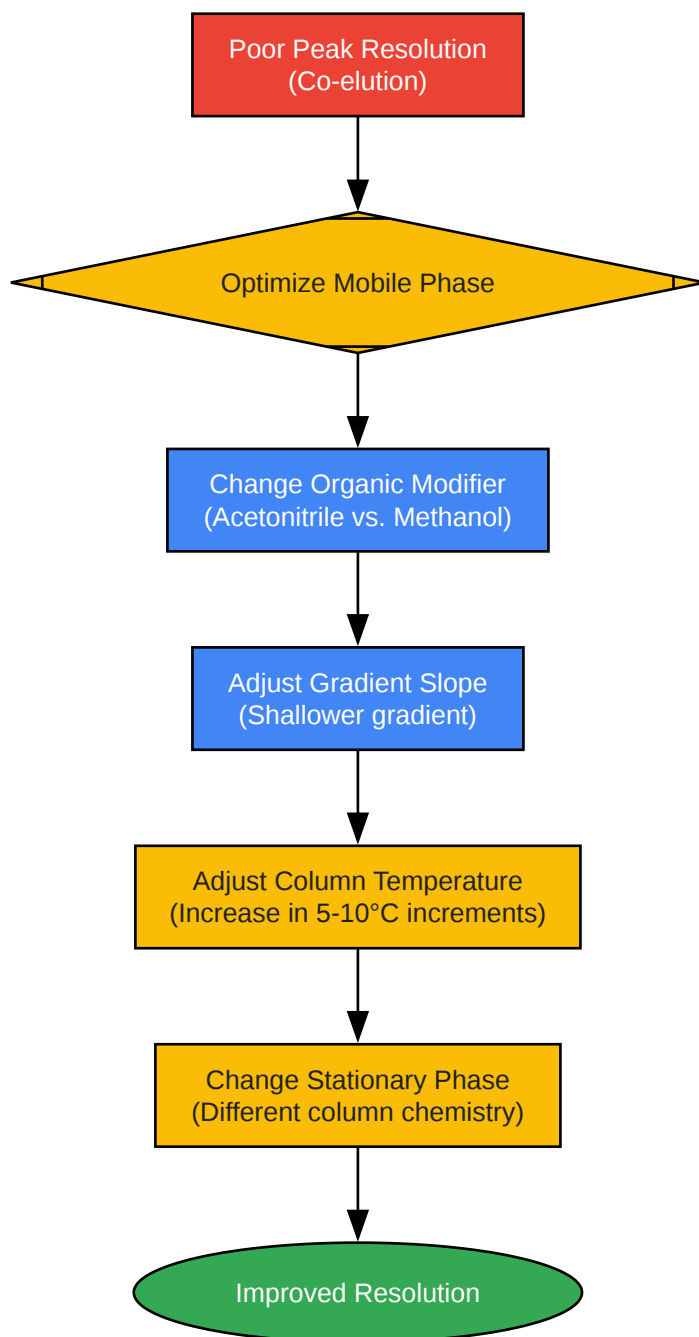 Poor Peak Resolution
(Co-elution)
Optimize Mobile Phase
Change Organic Modifier
(Acetonitrile vs. Methanol)
Adjust Gradient Slope
(Shallower gradient)
Adjust Column Temperature
(Increase in 5-10°C increments)
Change Stationary Phase
(Different column chemistry)
Improved Resolution